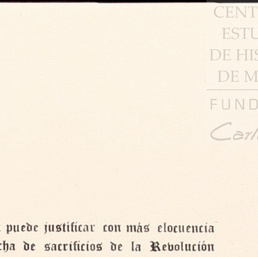 CENT
ESTU
DE HIS
DE M
FUND
Carl
puede justificar con más elocuencia
cha de sacrificios de la Revolución